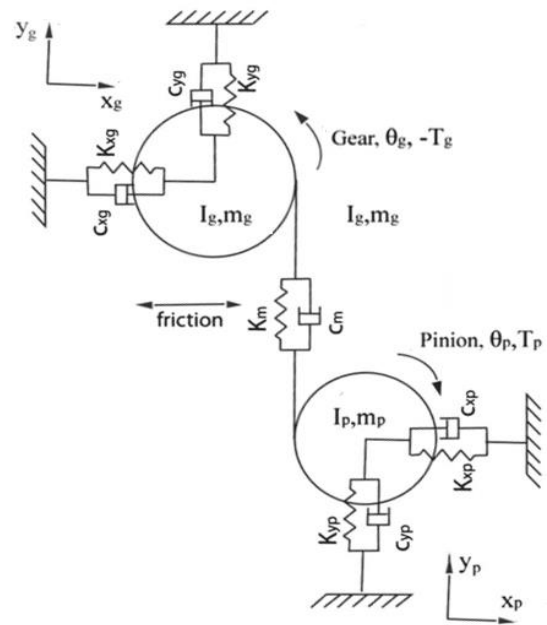 yg
xg
Cyg
Kyg
Kxg
Cxg
Gear, θg, -Tg
Ig,mg
Ig,mg
friction
Km
Cm
Pinion, θp,Tp
Ip,mp
Cxp
Kxp
Kyp
Cyp
yp
xp